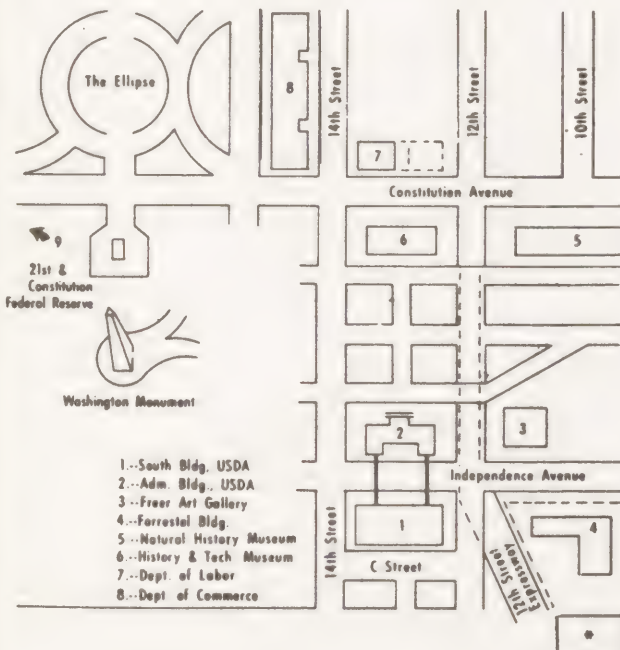 The Ellipse
8
14th Street
12th Street
10th Street
7
Constitution Avenue
9
6
5
21st &
Constitution
Federal Reserve
Washington Monument
2
3
Independence Avenue
1.--South Bldg. USDA
2.--Adm. Bldg., USDA
3--Freer Art Gallery
4--Forrestal Bldg.
5--Natural History Museum
6.--History & Tech Museum
7.--Dept. of Labor
8.--Dept of Commerce
14th Street
1
C Street
12th Street
Expressway
4
*